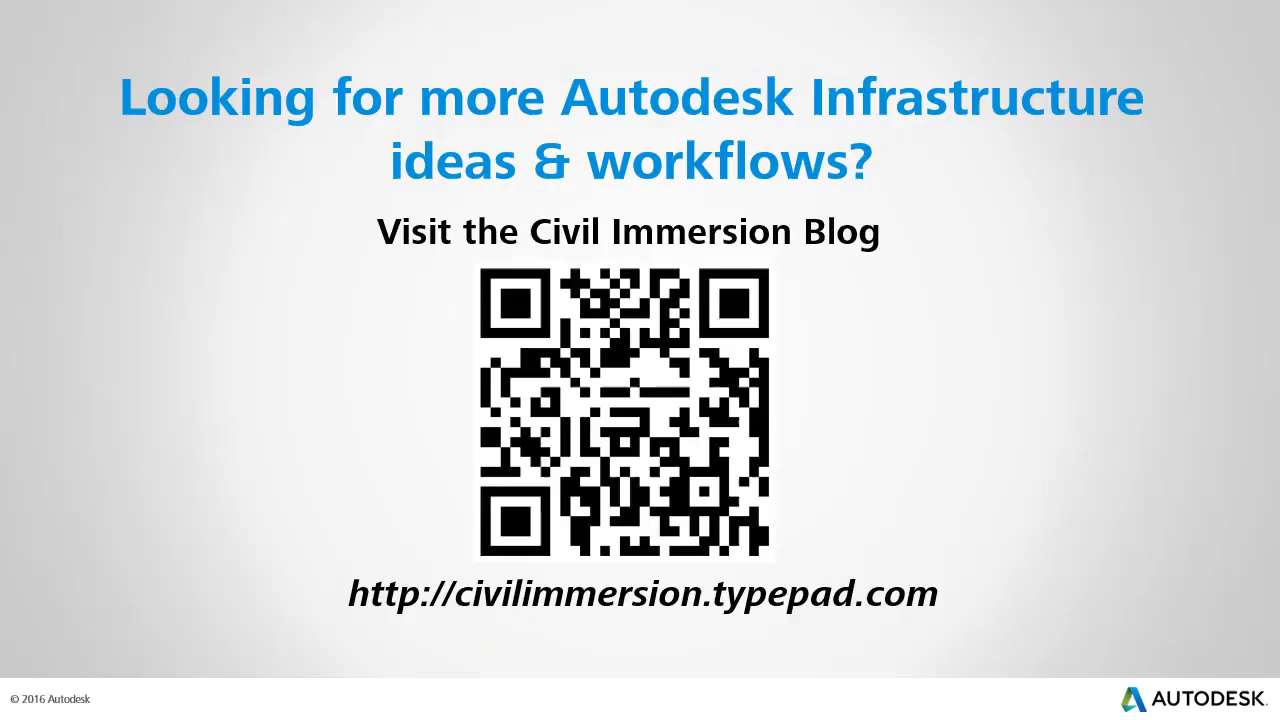 Looking for more Autodesk Infrastructure
ideas & workflows?
Visit the Civil Immersion Blog
http://civilimmersion.typepad.com
© 2016 Autodesk
AUTODESK.